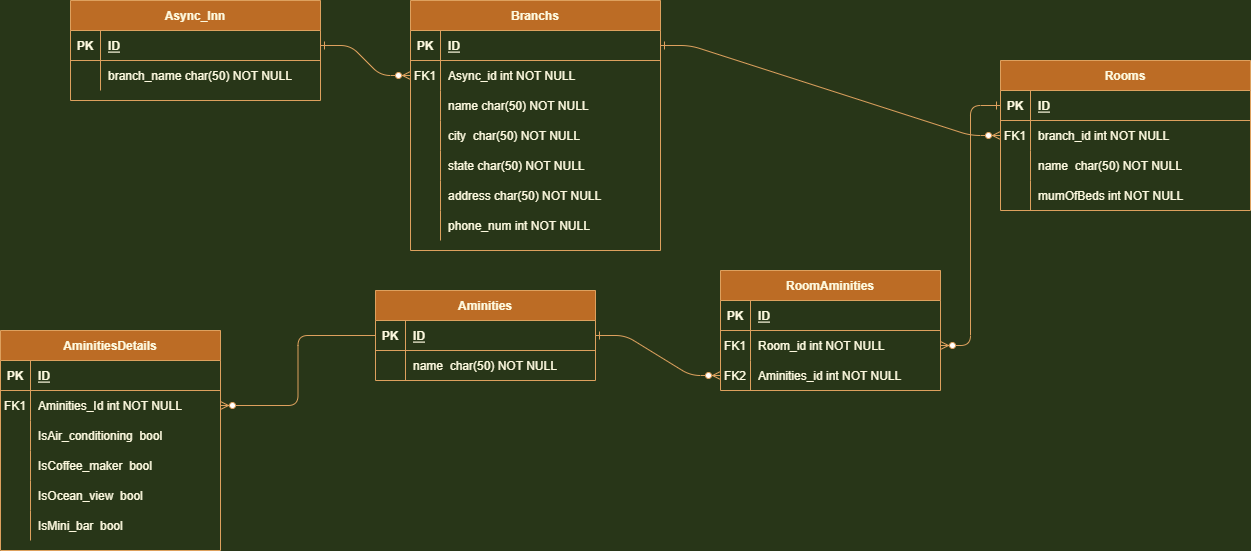 Async_Inn
PK ID
branch_name char(50) NOT NULL
Branchs
PK ID
FK1 Async_id int NOT NULL
name char(50) NOT NULL
city  char(50) NOT NULL
state char(50) NOT NULL
address char(50) NOT NULL
phone_num int NOT NULL
Rooms
PK ID
FK1 branch_id int NOT NULL
name  char(50) NOT NULL
mumOfBeds int NOT NULL
RoomAminities
PK ID
FK1 Room_id int NOT NULL
FK2 Aminities_id int NOT NULL
Aminities
PK ID
name  char(50) NOT NULL
AminitiesDetails
PK ID
FK1 Aminities_Id int NOT NULL
IsAir_conditioning  bool
IsCoffee_maker  bool
IsOcean_view  bool
IsMini_bar  bool